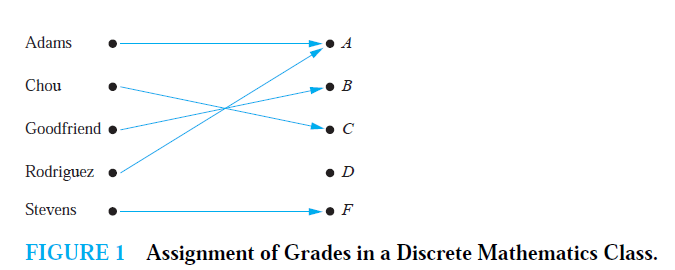 Adams A
Chou B
Goodfriend C
Rodriguez D
Stevens F
FIGURE 1 Assignment of Grades in a Discrete Mathematics Class.